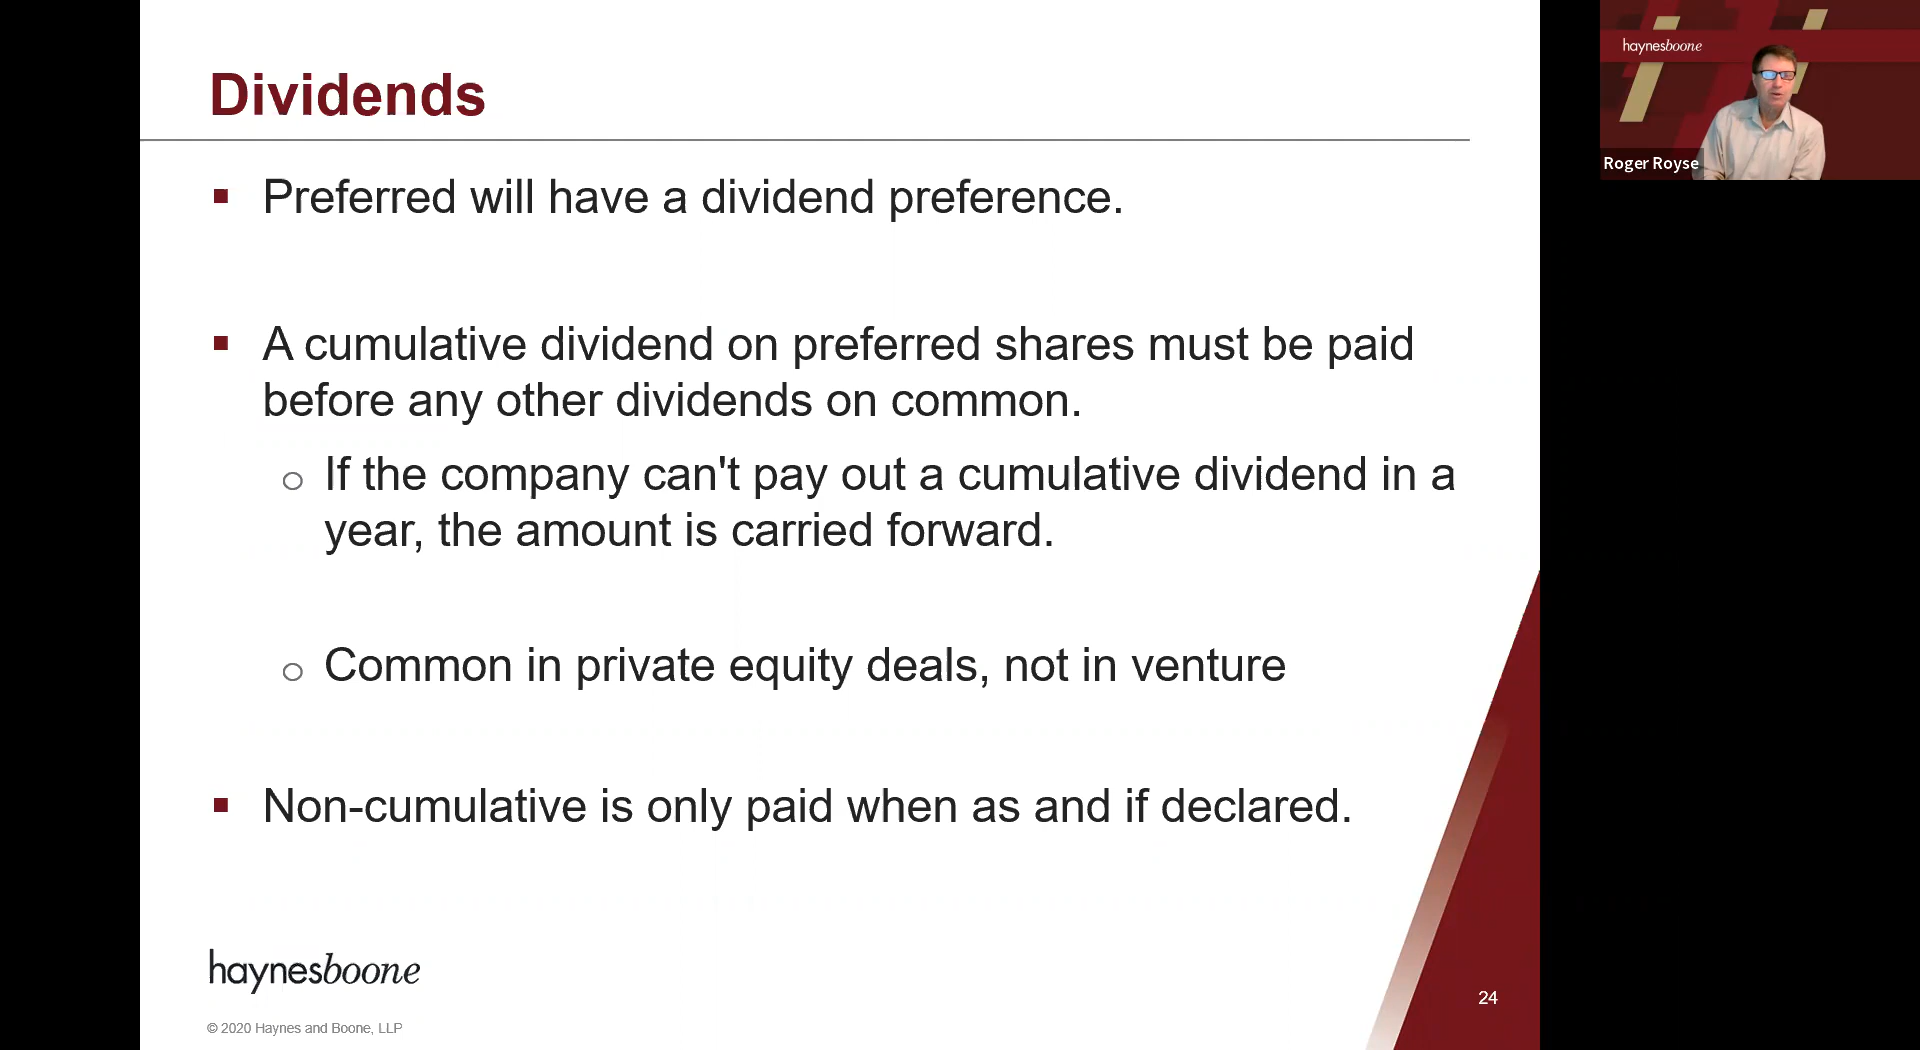 Dividends
Preferred will have a dividend preference.
A cumulative dividend on preferred shares must be paid
before any other dividends on common.
If the company can't pay out a cumulative dividend in a
year, the amount is carried forward.
Common in private equity deals, not in venture
Non-cumulative is only paid when as and if declared.
haynesboone
© 2020 Haynes and Boone, LLP
24
haynesboone
Roger Royse